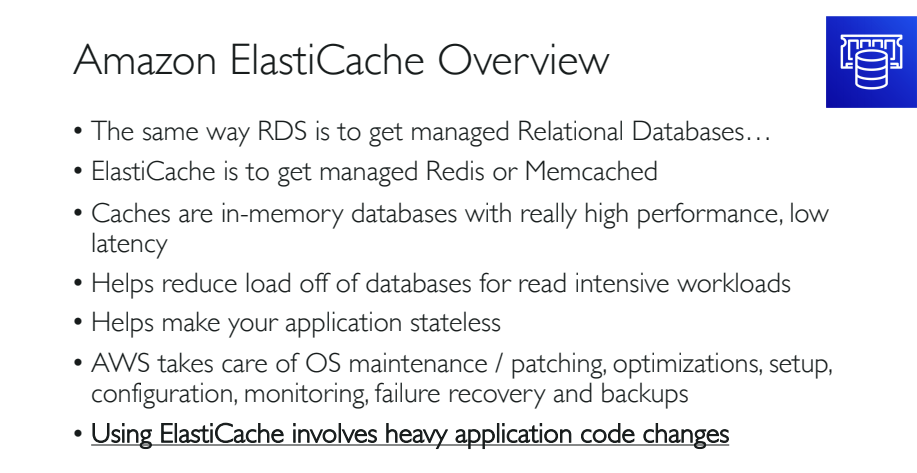 Amazon ElastiCache Overview
• The same way RDS is to get managed Relational Databases…
• ElastiCache is to get managed Redis or Memcached
• Caches are in-memory databases with really high performance, low
latency
• Helps reduce load off of databases for read intensive workloads
• Helps make your application stateless
• AWS takes care of OS maintenance / patching, optimizations, setup,
configuration, monitoring, failure recovery and backups
• Using ElastiCache involves heavy application code changes